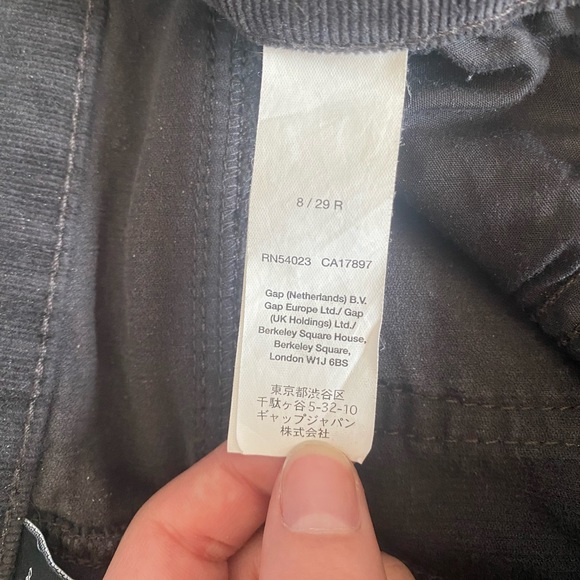 8 / 29 R
RN54023 CA17897
Gap (Netherlands) B.V.
Gap Europe Ltd./ Gap
(UK Holdings) Ltd./
Berkeley Square House,
Berkeley Square,
London W1J 6BS
東京都渋谷区
千駄ヶ谷5-32-10
ギャップジャパン
株式会社